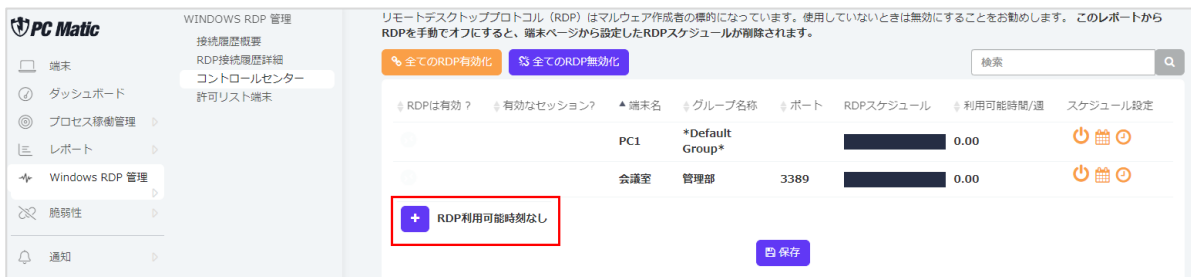 PC Matic
端末
ダッシュボード
プロセス稼働管理
レポート
Windows RDP 管理
脆弱性
通知
WINDOWS RDP 管理
接続履歴概要
RDP接続履歴詳細
コントロールセンター
許可リスト端末
リモートデスクトッププロトコル（RDP）はマルウェア作成者の標的になっています。使用していないときは無効にすることをお勧めします。 このレポートから
RDPを手動でオフにすると、端末ページから設定したRDPスケジュールが削除されます。
全てのRDP有効化 全てのRDP無効化 検索
RDPは有効？ 有効なセッション? 端末名 グループ名称 ポート RDPスケジュール 利用可能時間/週 スケジュール設定
PC1 *Default
Group* 0.00
会議室 管理部 3389 0.00
+ RDP利用可能時刻なし
保存